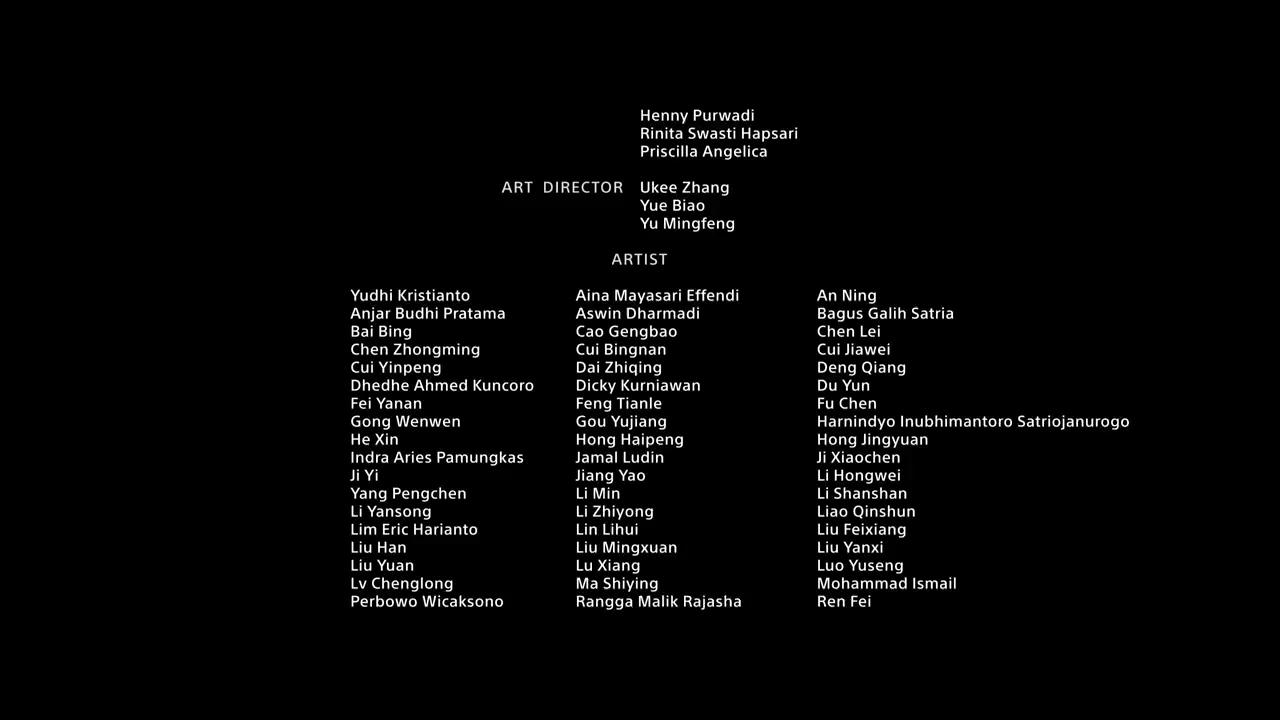 Henny Purwadi
Rinita Swasti Hapsari
Priscilla Angelica
ART DIRECTOR Ukee Zhang
Yue Biao
Yu Mingfeng
ARTIST
Yudhi Kristianto Aina Mayasari Effendi An Ning
Anjar Budhi Pratama Aswin Dharmadi Bagus Galih Satria
Bai Bing Cao Gengbao Chen Lei
Chen Zhongming Cui Bingnan Cui Jiawei
Cui Yinpeng Dai Zhiqing Deng Qiang
Dhedhe Ahmed Kuncoro Dicky Kurniawan Du Yun
Fei Yanan Feng Tianle Fu Chen
Gong Wenwen Gou Yujiang Harnindyo Inubhimantoro Satriojanurogo
He Xin Hong Haipeng Hong Jingyuan
Indra Aries Pamungkas Jamal Ludin Ji Xiaochen
Ji Yi Jiang Yao Li Hongwei
Yang Pengchen Li Min Li Shanshan
Li Yansong Li Zhiyong Liao Qinshun
Lim Eric Harianto Lin Lihui Liu Feixiang
Liu Han Liu Mingxuan Liu Yanxi
Liu Yuan Lu Xiang Luo Yuseng
Lv Chenglong Ma Shiying Mohammad Ismail
Perbowo Wicaksono Rangga Malik Rajasha Ren Fei